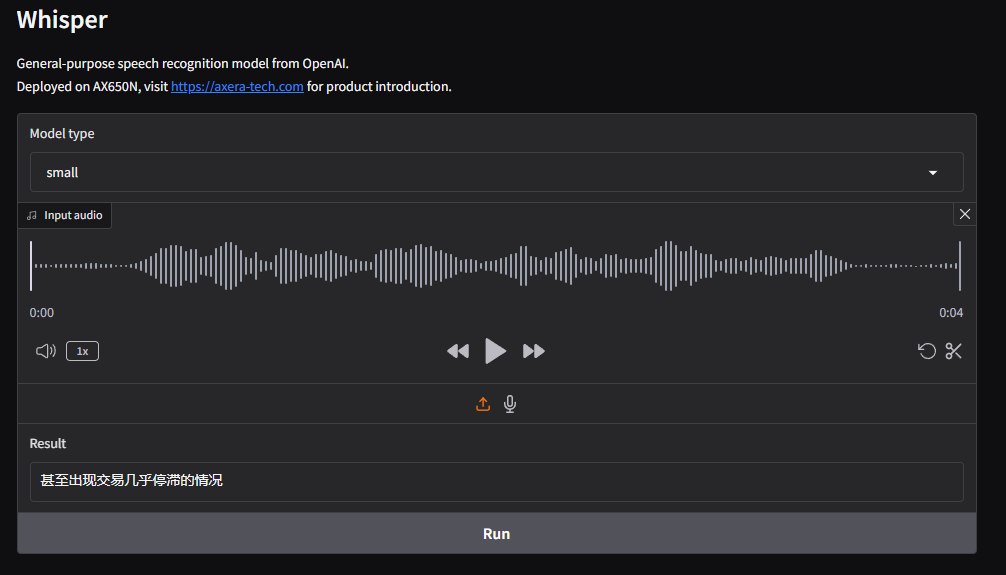 Whisper
General-purpose speech recognition model from OpenAI.
Deployed on AX650N, visit https://axera-tech.com for product introduction.
Model type
small
Input audio
0:00
0:04
1x
Result
甚至出现交易几乎停滞的情况
Run